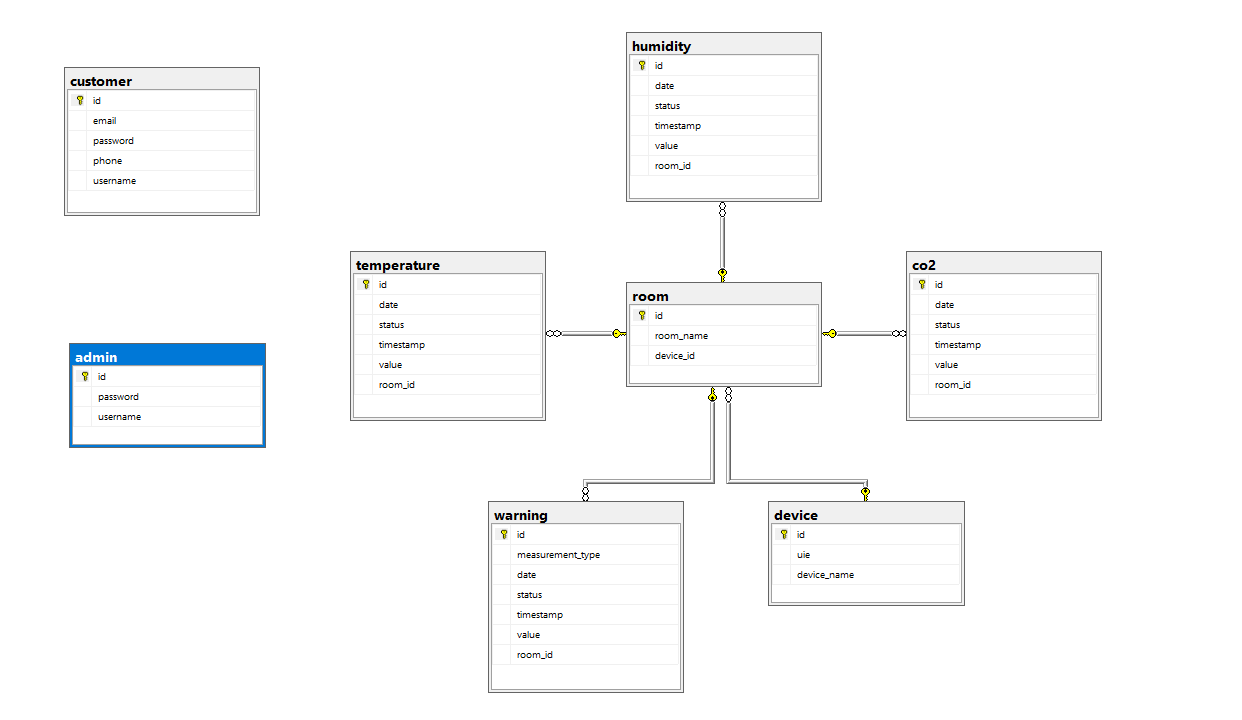 customer
id
email
password
phone
username
humidity
id
date
status
timestamp
value
room_id
temperature
id
date
status
timestamp
value
room_id
room
id
room_name
device_id
co2
id
date
status
timestamp
value
room_id
admin
id
password
username
warning
id
measurement_type
date
status
timestamp
value
room_id
device
id
uie
device_name